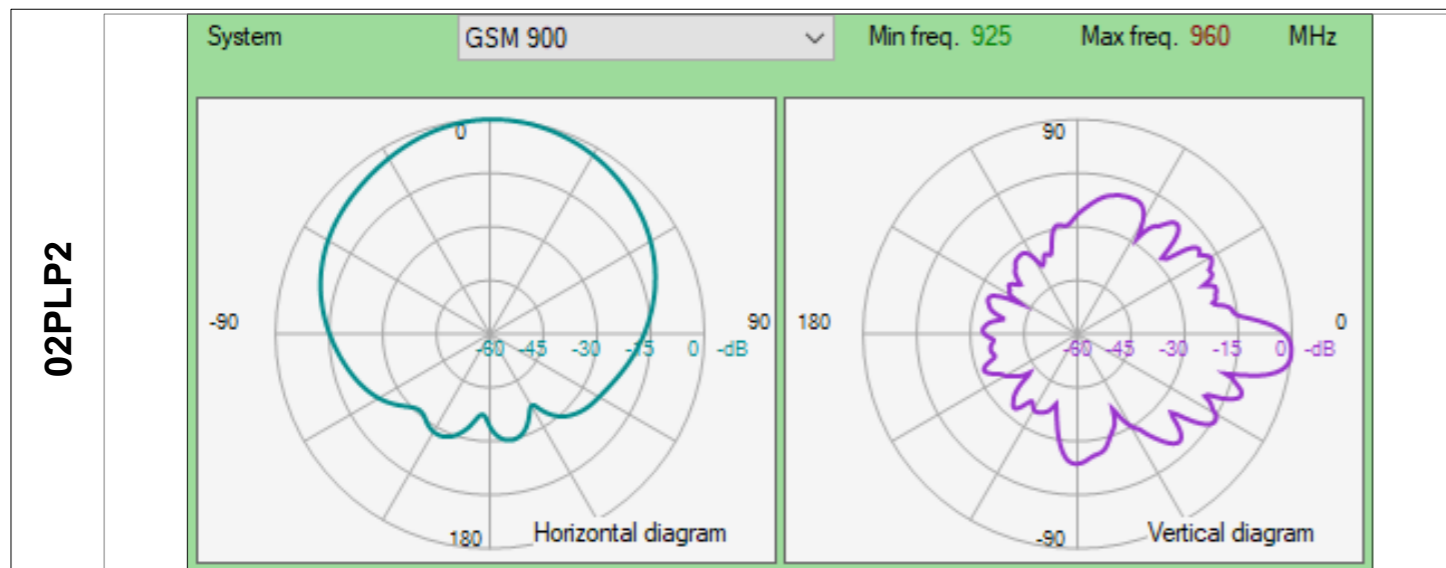 02PLP2
System GSM 900 Min freq. 925 Max freq. 960 MHz
0
-90 90
-60 -45 -30 -15 0 -dB
180 Horizontal diagram
90
180 0
-60 -45 -30 -15 0 -dB
-90 Vertical diagram